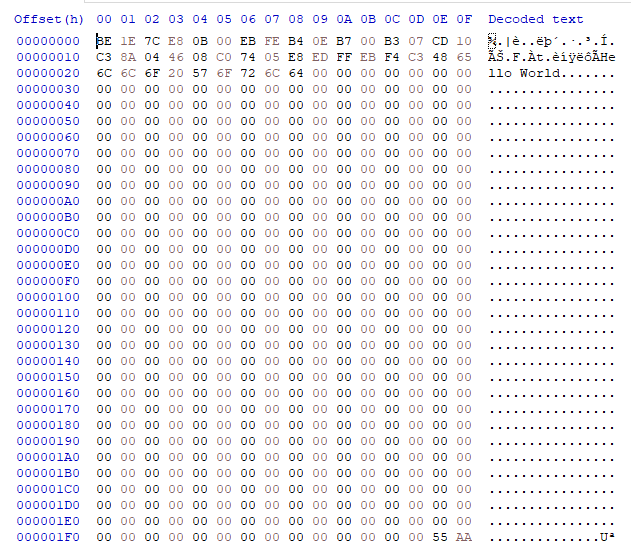 Offset(h) 00 01 02 03 04 05 06 07 08 09 0A 0B 0C 0D 0E 0F Decoded text
00000000 BE 1E 7C E8 0B 00 EB FE B4 0E B7 00 B3 07 CD 10 ¾.|è..ëþ´.·.³.Í.
00000010 C3 8A 04 46 08 C0 74 05 E8 ED FF EB F4 C3 48 65 ÃŠ.F.Àt.èíÿëôÃHe
00000020 6C 6C 6F 20 57 6F 72 6C 64 00 00 00 00 00 00 00 llo World.......
00000030 00 00 00 00 00 00 00 00 00 00 00 00 00 00 00 00 ................
00000040 00 00 00 00 00 00 00 00 00 00 00 00 00 00 00 00 ................
00000050 00 00 00 00 00 00 00 00 00 00 00 00 00 00 00 00 ................
00000060 00 00 00 00 00 00 00 00 00 00 00 00 00 00 00 00 ................
00000070 00 00 00 00 00 00 00 00 00 00 00 00 00 00 00 00 ................
00000080 00 00 00 00 00 00 00 00 00 00 00 00 00 00 00 00 ................
00000090 00 00 00 00 00 00 00 00 00 00 00 00 00 00 00 00 ................
000000A0 00 00 00 00 00 00 00 00 00 00 00 00 00 00 00 00 ................
000000B0 00 00 00 00 00 00 00 00 00 00 00 00 00 00 00 00 ................
000000C0 00 00 00 00 00 00 00 00 00 00 00 00 00 00 00 00 ................
000000D0 00 00 00 00 00 00 00 00 00 00 00 00 00 00 00 00 ................
000000E0 00 00 00 00 00 00 00 00 00 00 00 00 00 00 00 00 ................
000000F0 00 00 00 00 00 00 00 00 00 00 00 00 00 00 00 00 ................
00000100 00 00 00 00 00 00 00 00 00 00 00 00 00 00 00 00 ................
00000110 00 00 00 00 00 00 00 00 00 00 00 00 00 00 00 00 ................
00000120 00 00 00 00 00 00 00 00 00 00 00 00 00 00 00 00 ................
00000130 00 00 00 00 00 00 00 00 00 00 00 00 00 00 00 00 ................
00000140 00 00 00 00 00 00 00 00 00 00 00 00 00 00 00 00 ................
00000150 00 00 00 00 00 00 00 00 00 00 00 00 00 00 00 00 ................
00000160 00 00 00 00 00 00 00 00 00 00 00 00 00 00 00 00 ................
00000170 00 00 00 00 00 00 00 00 00 00 00 00 00 00 00 00 ................
00000180 00 00 00 00 00 00 00 00 00 00 00 00 00 00 00 00 ................
00000190 00 00 00 00 00 00 00 00 00 00 00 00 00 00 00 00 ................
000001A0 00 00 00 00 00 00 00 00 00 00 00 00 00 00 00 00 ................
000001B0 00 00 00 00 00 00 00 00 00 00 00 00 00 00 00 00 ................
000001C0 00 00 00 00 00 00 00 00 00 00 00 00 00 00 00 00 ................
000001D0 00 00 00 00 00 00 00 00 00 00 00 00 00 00 00 00 ................
000001E0 00 00 00 00 00 00 00 00 00 00 00 00 00 00 00 00 ................
000001F0 00 00 00 00 00 00 00 00 00 00 00 00 00 00 55 AA ..............Uª